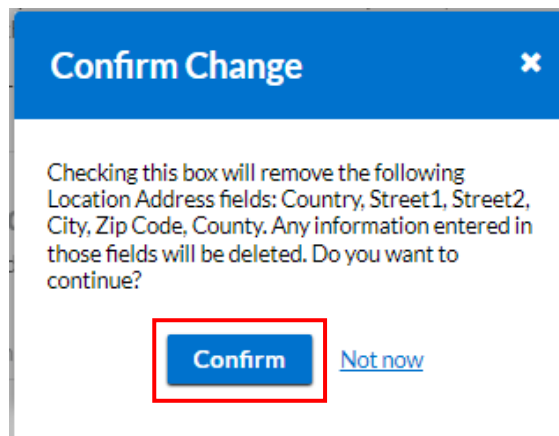 Confirm Change
Checking this box will remove the following
Location Address fields: Country, Street1, Street2,
City, Zip Code, County. Any information entered in
those fields will be deleted. Do you want to
continue?
Confirm Not now